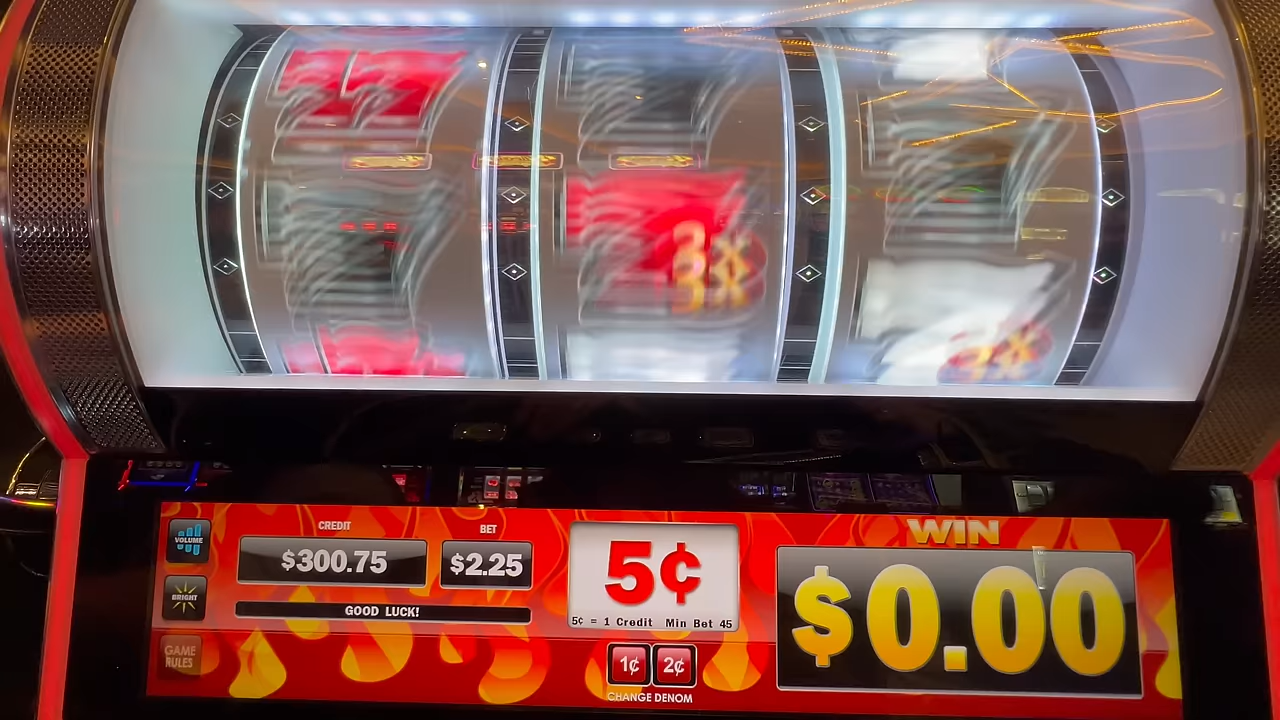 3x
VOLUME
CREDIT
$300.75
BET
$2.25
GOOD LUCK!
BRIGHT
GAME
RULES
5¢
5¢ = 1 Credit Min Bet 45
1¢ 2¢
CHANGE DENOM
WIN
$0.00